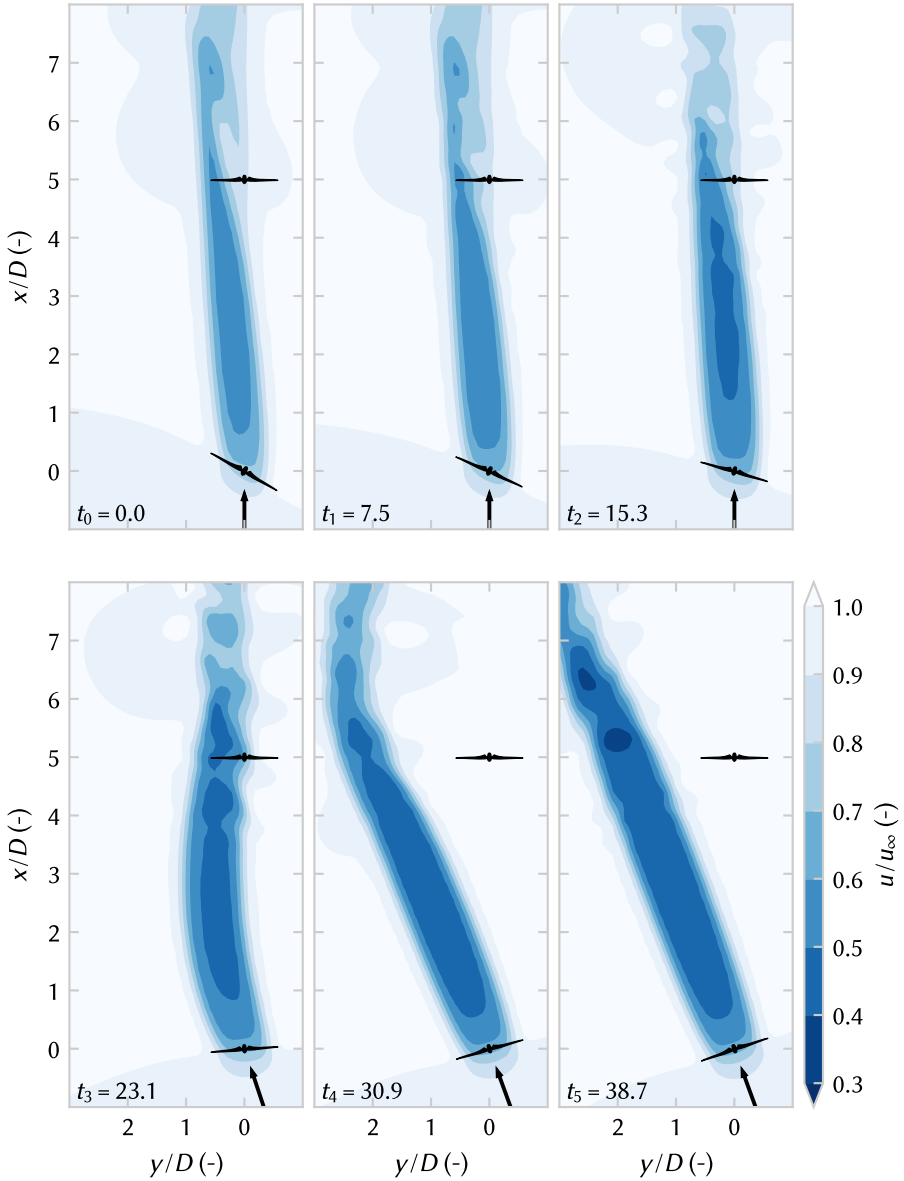 7
6
5
4
3
2
1
0
x/D (-)
t₀ = 0.0
t₁ = 7.5
t₂ = 15.3
7
6
5
4
3
2
1
0
x/D (-)
t₃ = 23.1
t₄ = 30.9
t₅ = 38.7
2 1 0
2 1 0
2 1 0
y/D (-)
y/D (-)
y/D (-)
1.0
0.9
0.8
0.7
0.6
0.5
0.4
0.3
u/u∞ (-)